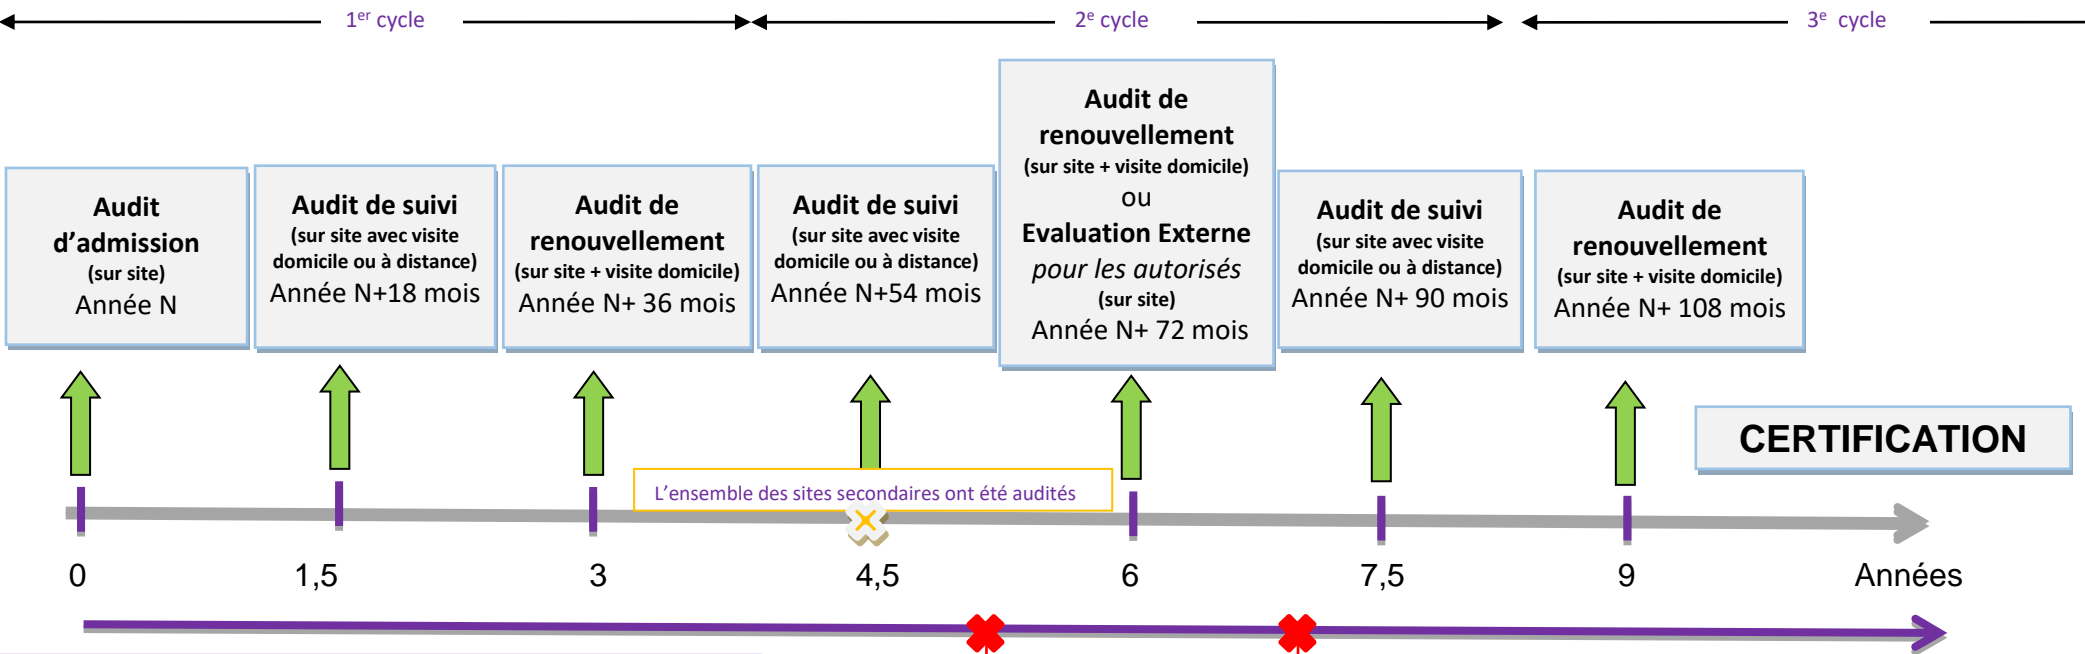 1er cycle
2e cycle
3e cycle
Audit
d’admission
(sur site)
Année N
Audit de suivi
(sur site avec visite
domicile ou à distance)
Année N+18 mois
Audit de
renouvellement
(sur site + visite domicile)
Année N+ 36 mois
Audit de suivi
(sur site avec visite
domicile ou à distance)
Année N+54 mois
Audit de
renouvellement
(sur site + visite domicile)
ou
Evaluation Externe
pour les autorisés
(sur site)
Année N+ 72 mois
Audit de suivi
(sur site avec visite
domicile ou à distance)
Année N+ 90 mois
Audit de
renouvellement
(sur site + visite domicile)
Année N+ 108 mois
CERTIFICATION
L’ensemble des sites secondaires ont été audités
0
1,5
3
4,5
6
7,5
9
Années